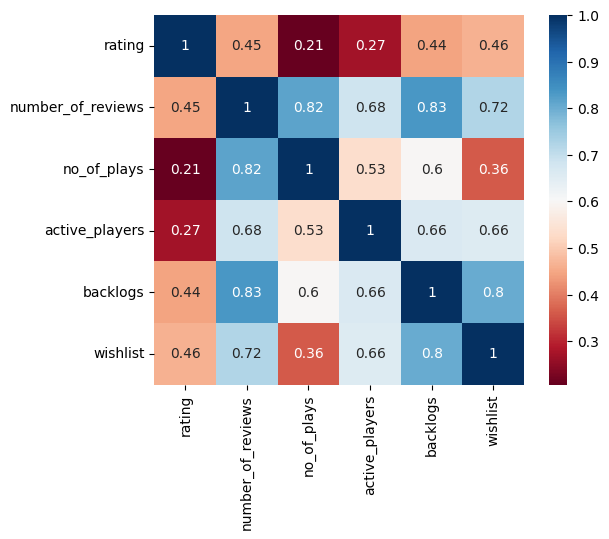 rating 1 0.45 0.21 0.27 0.44 0.46
number_of_reviews 0.45 1 0.82 0.68 0.83 0.72
no_of_plays 0.21 0.82 1 0.53 0.6 0.36
active_players 0.27 0.68 0.53 1 0.66 0.66
backlogs 0.44 0.83 0.6 0.66 1 0.8
wishlist 0.46 0.72 0.36 0.66 0.8 1
rating
number_of_reviews
no_of_plays
active_players
backlogs
wishlist
1.0
0.9
0.8
0.7
0.6
0.5
0.4
0.3